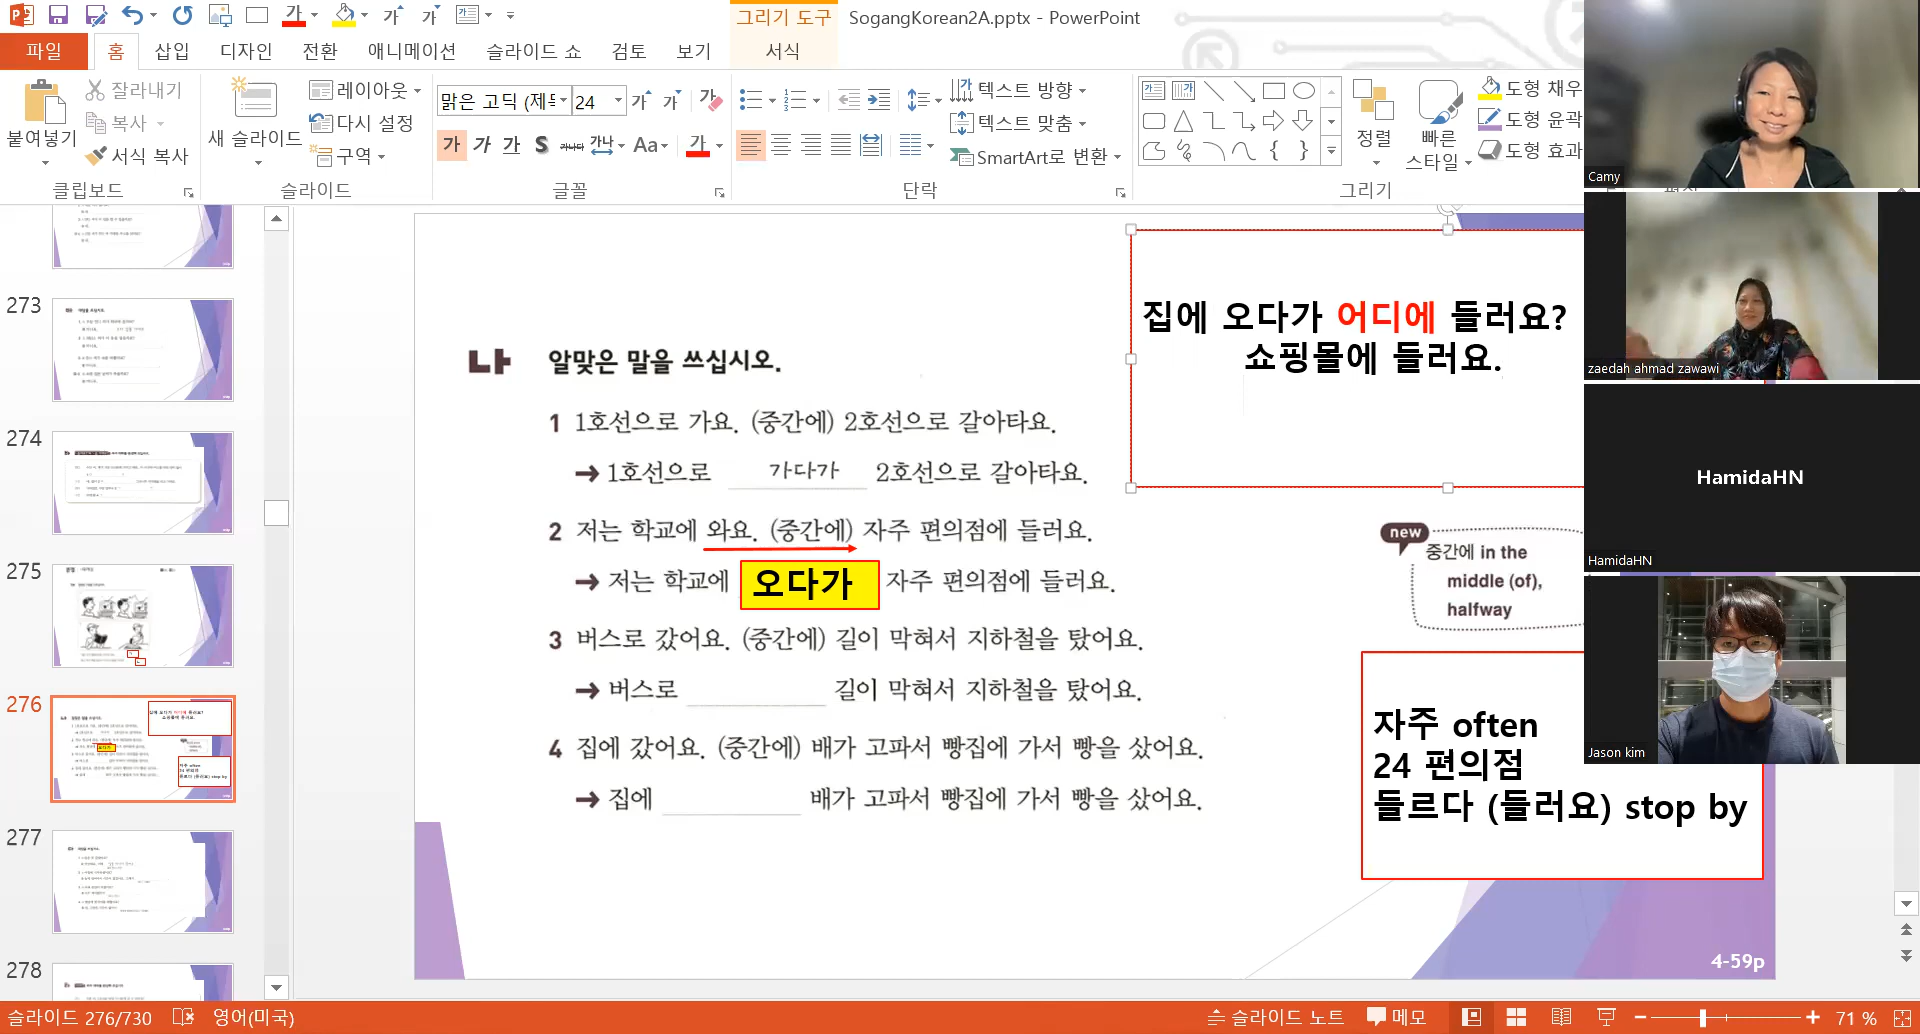 그리기 도구
SogangKorean2A.pptx - PowerPoint
파일
홈
삽입
디자인
전환
애니메이션
슬라이드 쇼
검토
보기
서식
붙여넣기
잘라내기
복사
서식 복사
클립보드
새 슬라이드
레이아웃
다시 설정
구역
슬라이드
맑은 고딕 (제목
24
가 가 가 S 가나다 가나 Aa 가
글꼴
텍스트 방향
텍스트 맞춤
SmartArt로 변환
단락
정렬
빠른
스타일
도형 채우
도형 윤곽
도형 효과
그리기
273
274
275
276
277
278
나 알맞은 말을 쓰십시오.
1 1호선으로 가요. (중간에) 2호선으로 갈아타요.
→ 1호선으로 가다가 2호선으로 갈아타요.
2 저는 학교에 와요. (중간에) 자주 편의점에 들러요.
→ 저는 학교에 오다가 자주 편의점에 들러요.
3 버스로 갔어요. (중간에) 길이 막혀서 지하철을 탔어요.
→ 버스로 길이 막혀서 지하철을 탔어요.
4 집에 갔어요. (중간에) 배가 고파서 빵집에 가서 빵을 샀어요.
→ 집에 배가 고파서 빵집에 가서 빵을 샀어요.
집에 오다가 어디에 들러요?
쇼핑몰에 들러요.
new
중간에 in the
middle (of),
halfway
자주 often
24 편의점
들르다 (들러요) stop by
4-59p
Camy
zaedah ahmad zawawi
HamidaHN
HamidaHN
Jason kim
슬라이드 276/730
영어(미국)
슬라이드 노트
메모
71 %